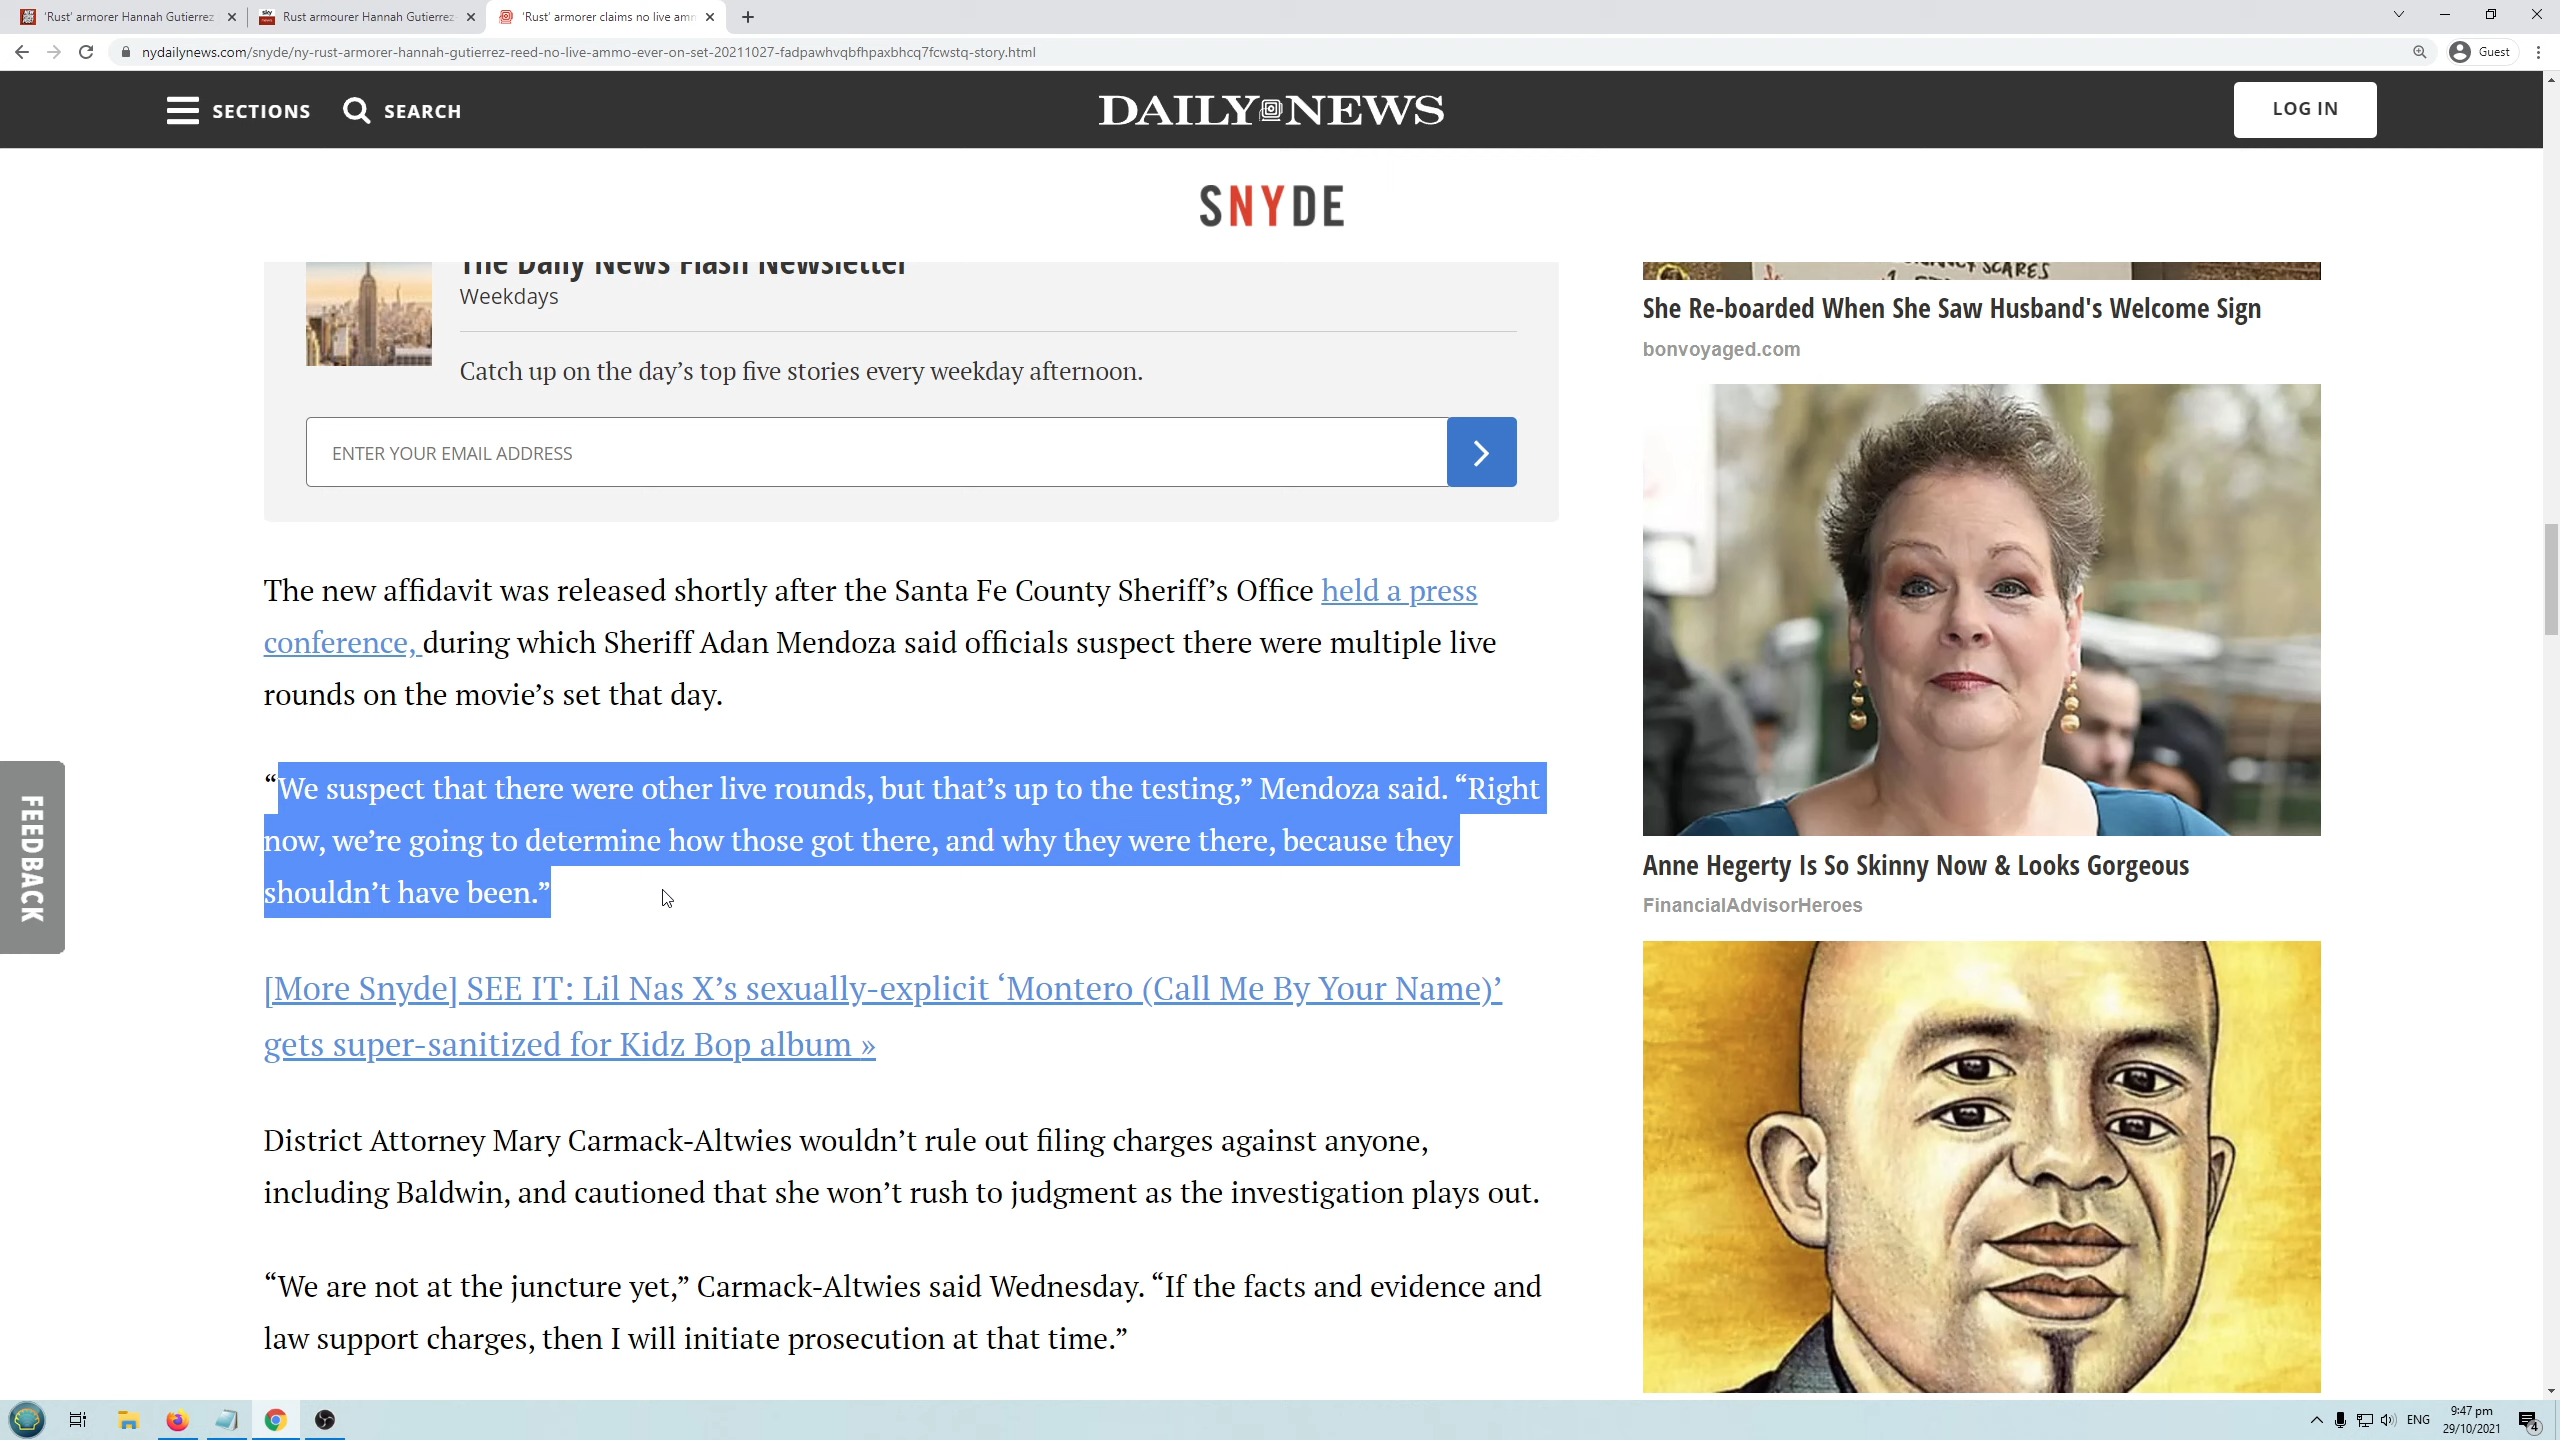 'Rust' armorer Hannah Gutierrez
Rust armourer Hannah Gutierrez-
'Rust' armorer claims no live amm
nydailynews.com/snyde/ny-rust-armorer-hannah-gutierrez-reed-no-live-ammo-ever-on-set-20211027-fadpawhvqbfhpaxbhcq7fcwstq-story.html
Guest
SECTIONS
SEARCH
DAILY NEWS
LOG IN
SNYDE
The Daily News Flash Newsletter
Weekdays
Catch up on the day’s top five stories every weekday afternoon.
ENTER YOUR EMAIL ADDRESS
The new affidavit was released shortly after the Santa Fe County Sheriff’s Office held a press
conference, during which Sheriff Adan Mendoza said officials suspect there were multiple live
rounds on the movie’s set that day.
“We suspect that there were other live rounds, but that’s up to the testing,” Mendoza said. “Right
now, we’re going to determine how those got there, and why they were there, because they
shouldn’t have been.”
[More Snyde] SEE IT: Lil Nas X’s sexually-explicit ‘Montero (Call Me By Your Name)’
gets super-sanitized for Kidz Bop album »
District Attorney Mary Carmack-Altwies wouldn’t rule out filing charges against anyone,
including Baldwin, and cautioned that she won’t rush to judgment as the investigation plays out.
“We are not at the juncture yet,” Carmack-Altwies said Wednesday. “If the facts and evidence and
law support charges, then I will initiate prosecution at that time.”
FEEDBACK
SCARES
She Re-boarded When She Saw Husband's Welcome Sign
bonvoyaged.com
Anne Hegerty Is So Skinny Now & Looks Gorgeous
FinancialAdvisorHeroes
ENG
9:47 pm
29/10/2021
4